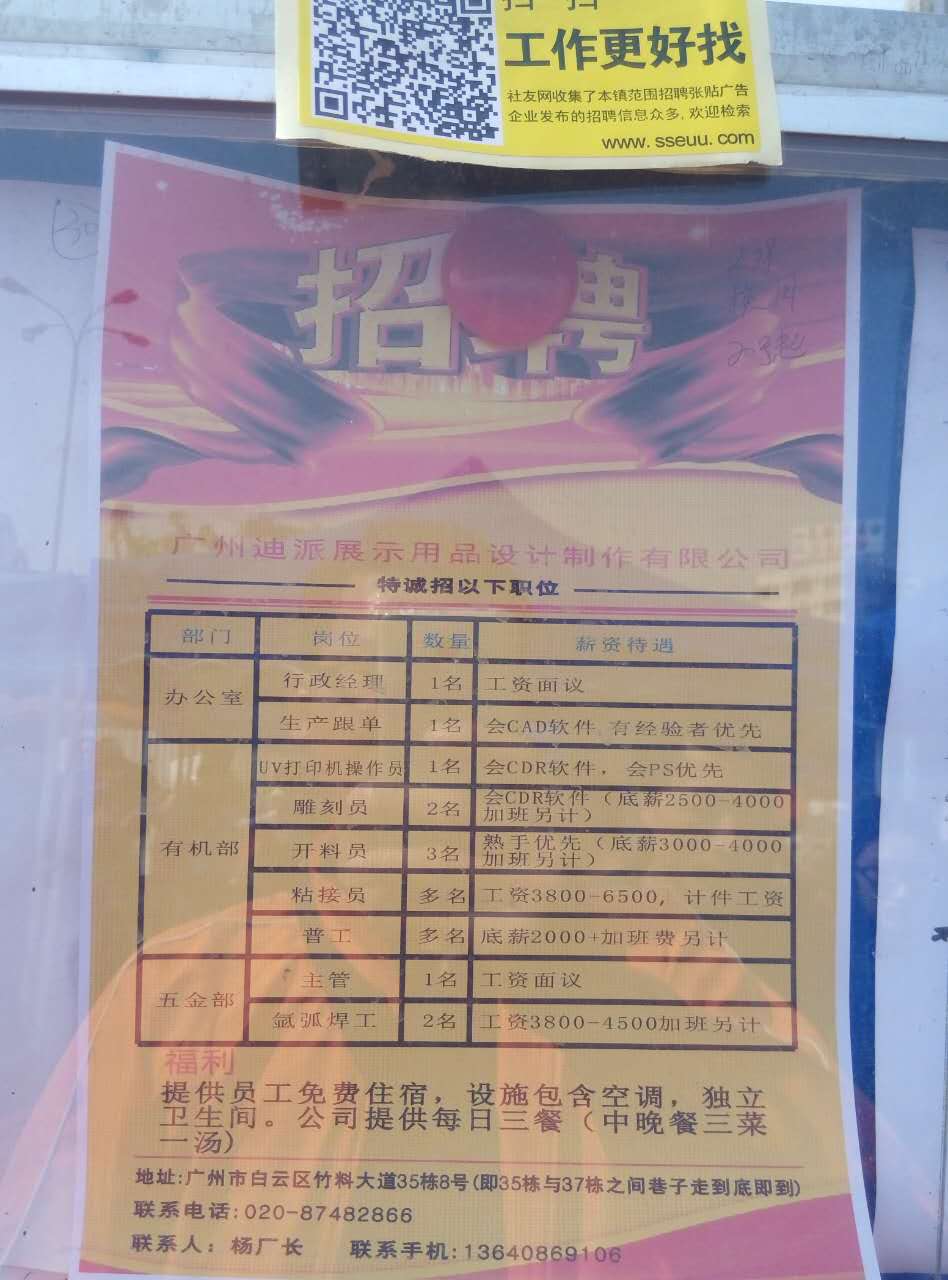 工作更好找
社友网收集了本镇范围招聘张贴广告
企业发布的招聘信息众多,欢迎检索
www.sseuu.com
招聘
广州迪派展示用品设计制作有限公司
特诚招以下职位
部门 岗位 数量 薪资待遇
办公室 行政经理 1名 工资面议
生产跟单 1名 会CAD软件 有经验者优先
有机部 UV打印机操作员 1名 会CDR软件，会PS优先
雕刻员 2名 会CDR软件（底薪2500-4000
加班另计）
开料员 3名 熟手优先（底薪3000-4000
加班另计）
粘接员 多名 工资3800-6500，计件工资
普工 多名 底薪2000+加班费另计
五金部 主管 1名 工资面议
氩弧焊工 2名 工资3800-4500加班另计
福利
提供员工免费住宿，设施包含空调，独立
卫生间。公司提供每日三餐（中晚餐三菜
一汤）
地址:广州市白云区竹料大道35栋8号(即35栋与37栋之间巷子走到底即到)
联系电话:020-87482866
联系人：杨厂长 联系手机:13640869106